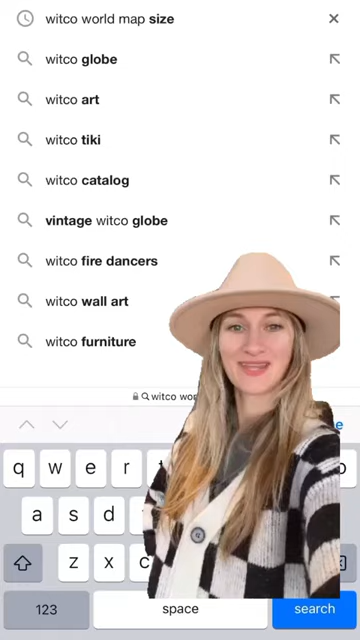 witco world map size
witco globe
witco art
witco tiki
witco catalog
vintage witco globe
witco fire dancers
witco wall art
witco furniture
witco wor
q w e r
a s d
z x c
123 space search